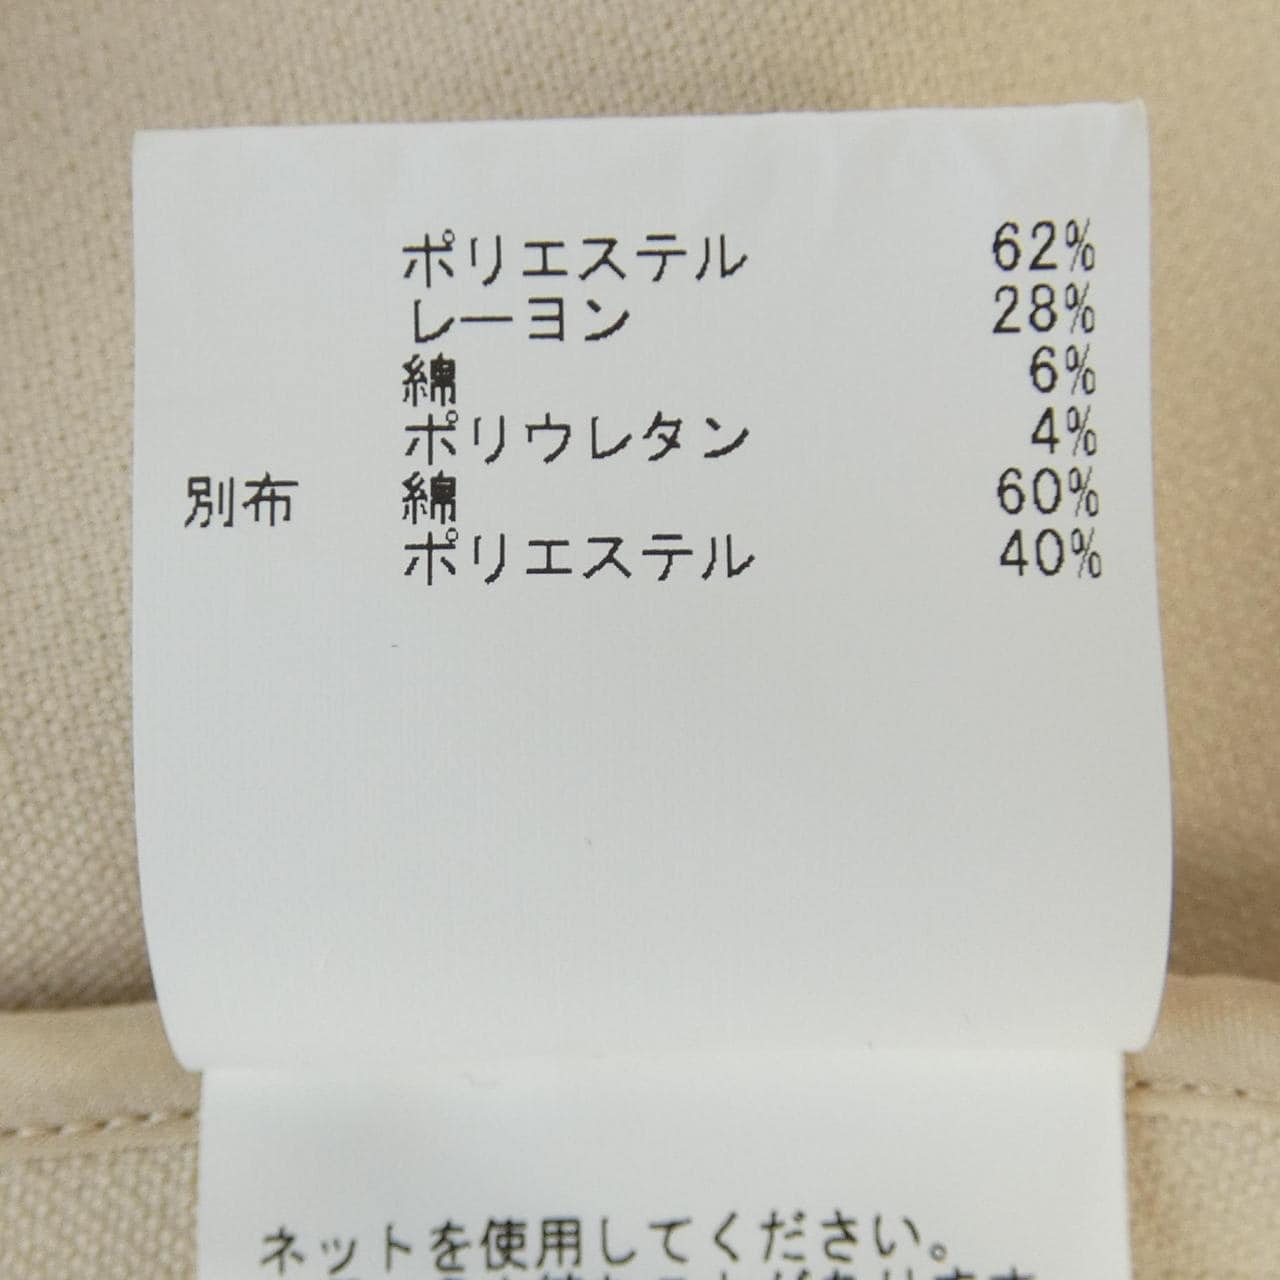 ポリエステル 62%
レーヨン 28%
綿 6%
ポリウレタン 4%
別布 綿 60%
ポリエステル 40%
ネットを使用してください。